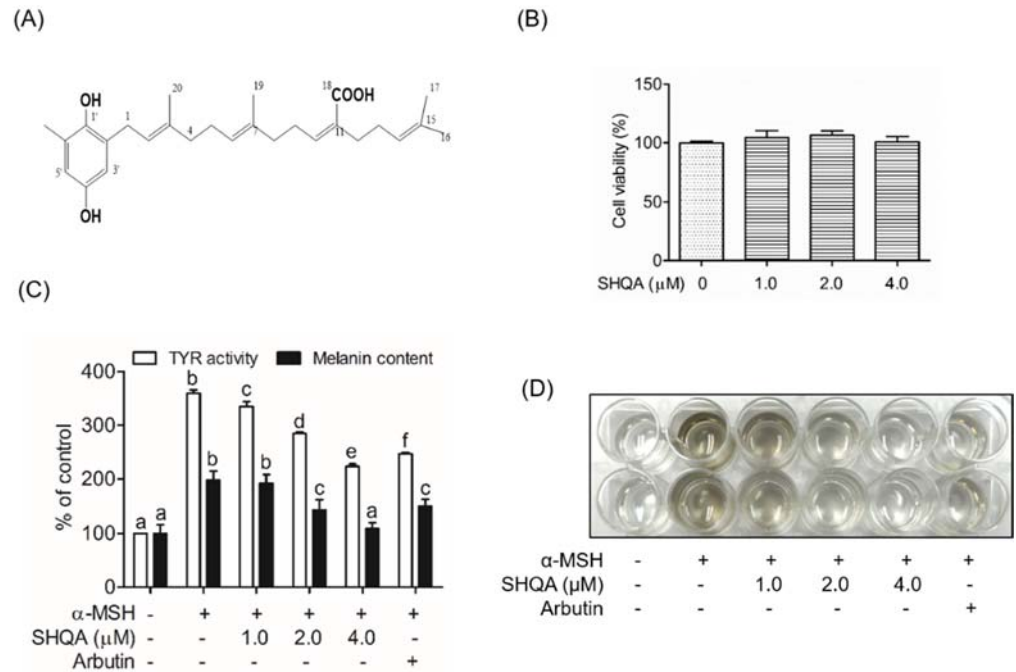 (A)
OH
1'
1
20
4
19
7
18
COOH
11
17
15
16
5'
3'
OH
(B)
150
100
50
0
Cell viability (%)
SHQA (µM) 0 1.0 2.0 4.0
(C)
TYR activity Melanin content
400
300
200
100
0
% of control
a a b b c b d c e a f c
α-MSH - + + + + +
SHQA (µM) - - 1.0 2.0 4.0 -
Arbutin - - - - - +
(D)
α-MSH - + + + + +
SHQA (µM) - - 1.0 2.0 4.0 -
Arbutin - - - - - +